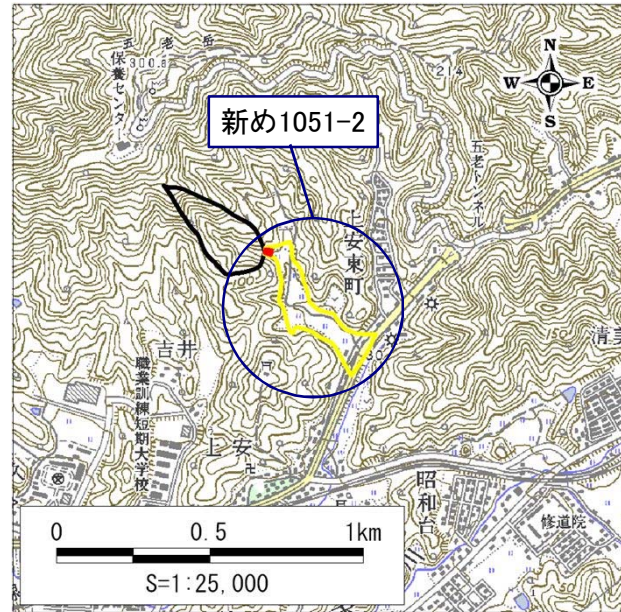 五老岳
300.8
保養センター
214
N
W E
S
新め1051-2
五老トンネル
上安東町
吉井
職業訓練短期大学校
上安
清美
昭和台
修道院
0 0.5 1km
S=1:25,000